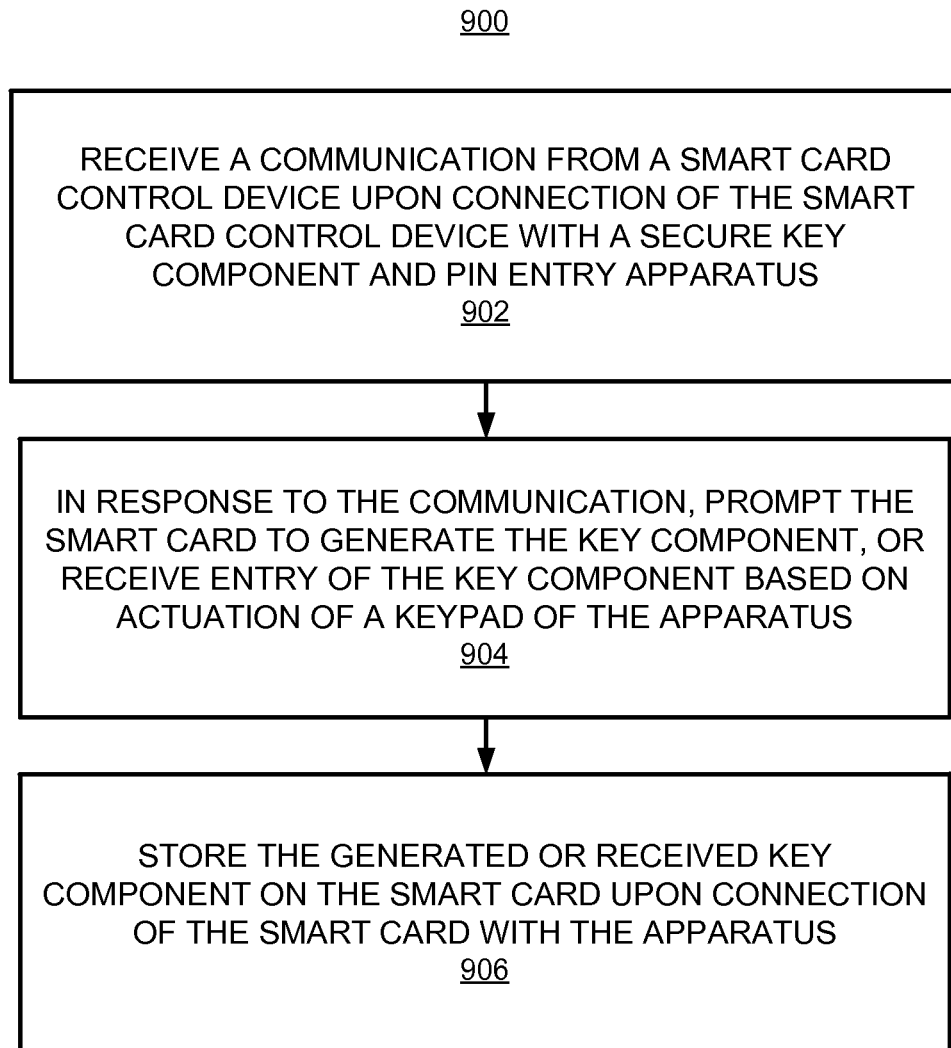 900
RECEIVE A COMMUNICATION FROM A SMART CARD
CONTROL DEVICE UPON CONNECTION OF THE SMART
CARD CONTROL DEVICE WITH A SECURE KEY
COMPONENT AND PIN ENTRY APPARATUS
902
IN RESPONSE TO THE COMMUNICATION, PROMPT THE
SMART CARD TO GENERATE THE KEY COMPONENT, OR
RECEIVE ENTRY OF THE KEY COMPONENT BASED ON
ACTUATION OF A KEYPAD OF THE APPARATUS
904
STORE THE GENERATED OR RECEIVED KEY
COMPONENT ON THE SMART CARD UPON CONNECTION
OF THE SMART CARD WITH THE APPARATUS
906